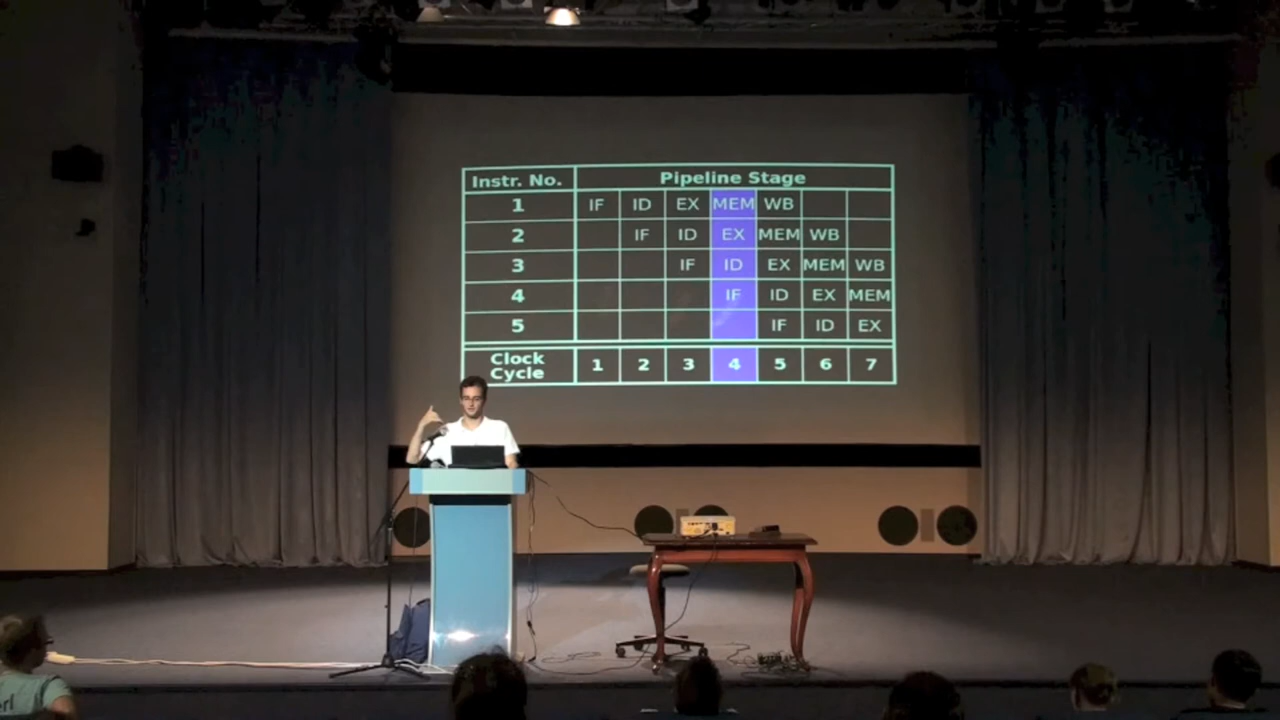 Instr. No. Pipeline Stage
1 IF ID EX MEM WB
2 IF ID EX MEM WB
3 IF ID EX MEM WB
4 IF ID EX MEM
5 IF ID EX
Clock
Cycle 1 2 3 4 5 6 7
erl